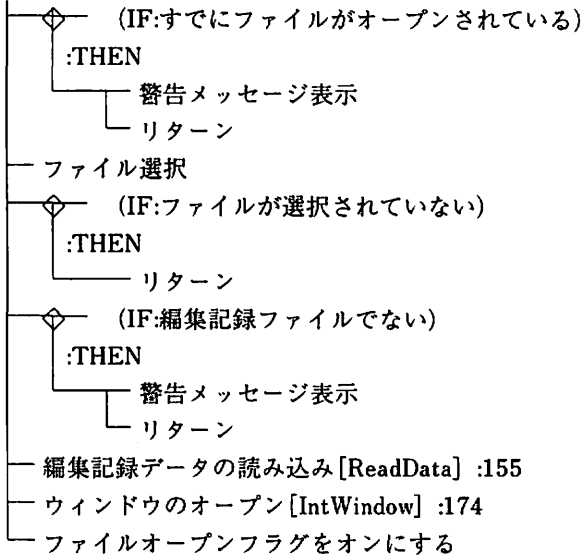 (IF:すでにファイルがオープンされている)
:THEN
警告メッセージ表示
リターン
ファイル選択
(IF:ファイルが選択されていない)
:THEN
リターン
(IF:編集記録ファイルでない)
:THEN
警告メッセージ表示
リターン
編集記録データの読み込み[ReadData] :155
ウィンドウのオープン[IntWindow] :174
ファイルオープンフラグをオンにする